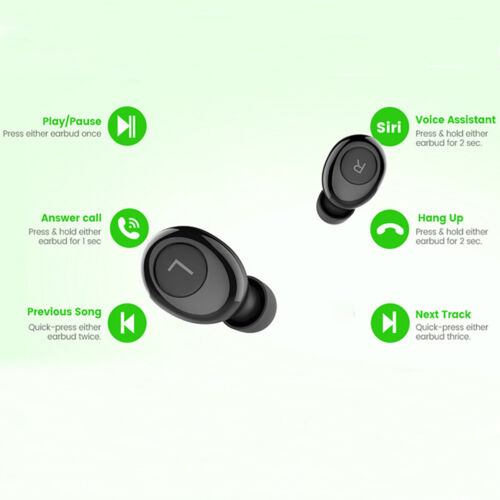 Play/Pause
Press either earbud once
Answer call
Press & hold either
earbud for 1 sec
Previous Song
Quick-press either
earbud twice.
Siri
Voice Assistant
Press & hold either
earbud for 2 sec.
Hang Up
Press & hold either
earbud for 2 sec.
Next Track
Quick-press either
earbud thrice.
L
R